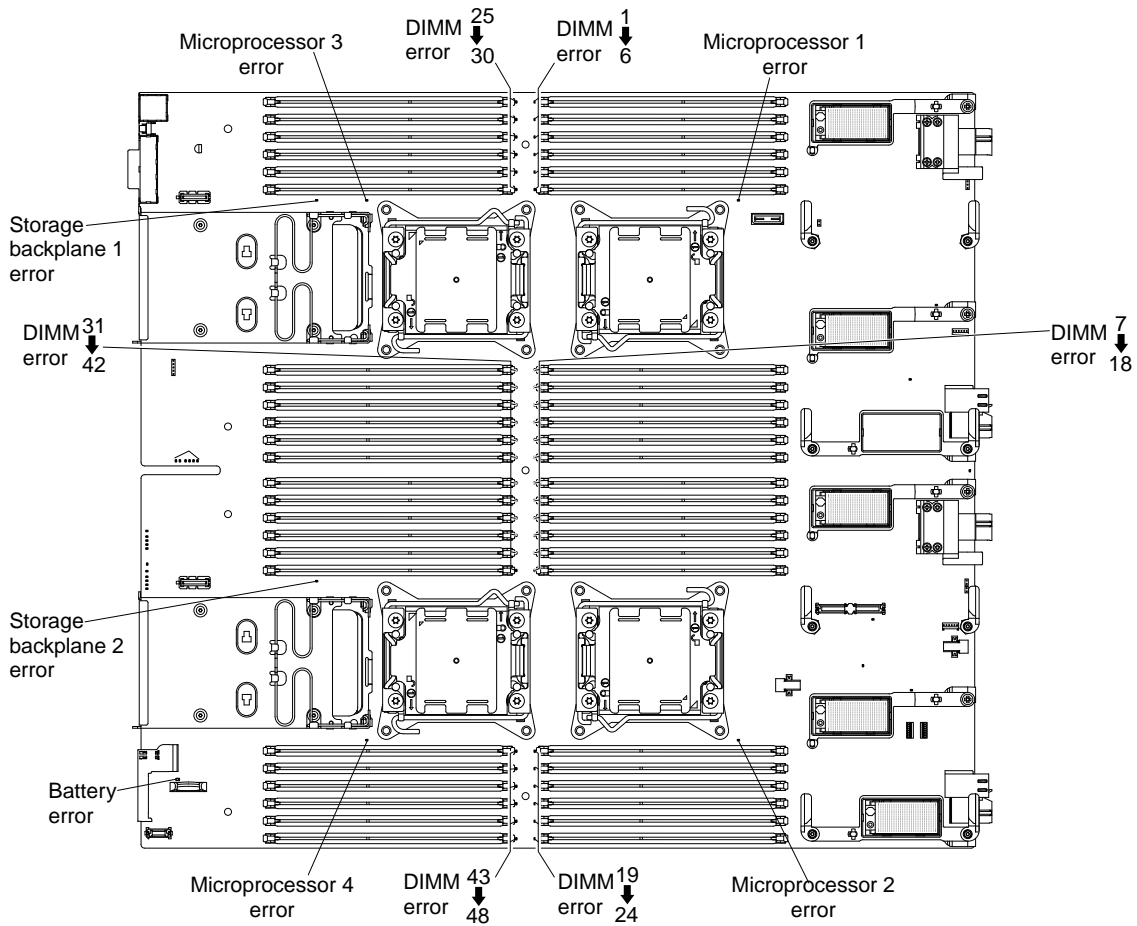 Microprocessor 3
error
DIMM 25
error 30
DIMM 1
error 6
Microprocessor 1
error
Storage
backplane 1
error
DIMM 31
error 42
DIMM 7
error 18
Storage
backplane 2
error
Battery
error
Microprocessor 4
error
DIMM 43
error 48
DIMM 19
error 24
Microprocessor 2
error